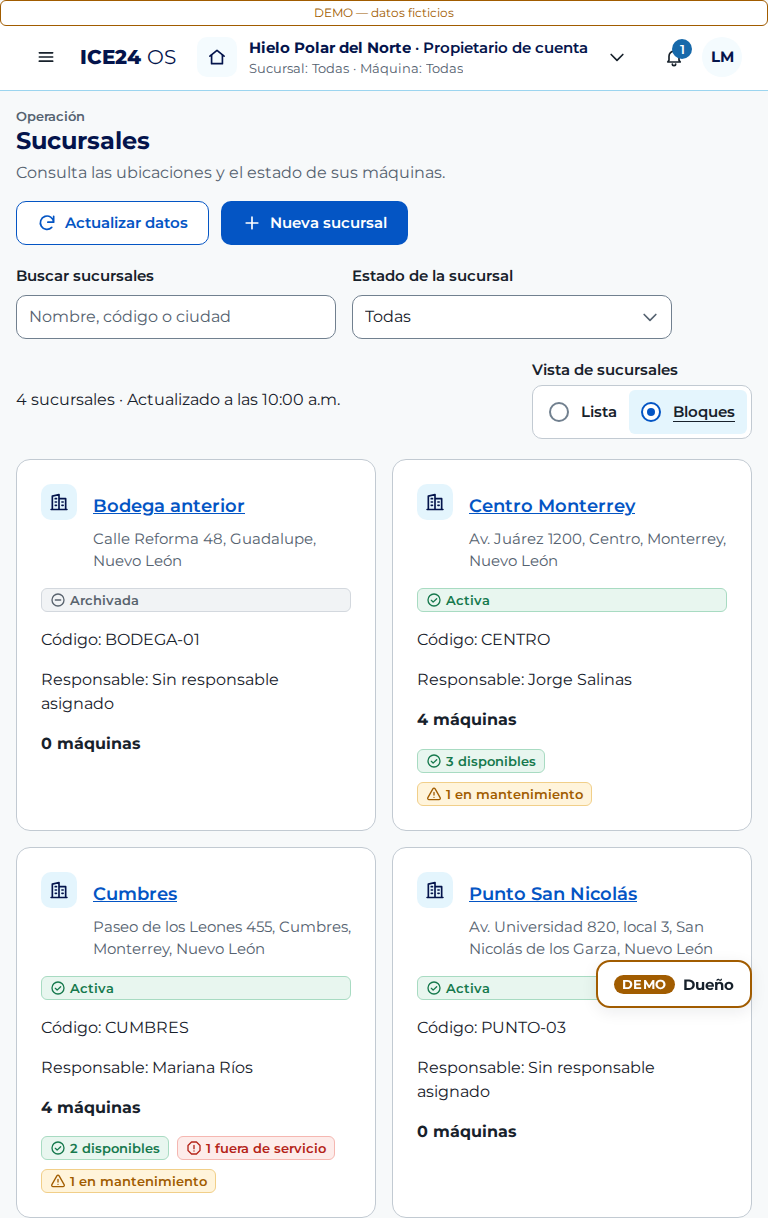 DEMO — datos ficticios
ICE24 OS
Hielo Polar del Norte · Propietario de cuenta
Sucursal: Todas · Máquina: Todas
1
LM
Operación
Sucursales
Consulta las ubicaciones y el estado de sus máquinas.
Actualizar datos
Nueva sucursal
Buscar sucursales
Estado de la sucursal
Nombre, código o ciudad
Todas
Vista de sucursales
4 sucursales · Actualizado a las 10:00 a.m.
Lista
Bloques
Bodega anterior
Calle Reforma 48, Guadalupe,
Nuevo León
Archivada
Código: BODEGA-01
Responsable: Sin responsable
asignado
0 máquinas
Centro Monterrey
Av. Juárez 1200, Centro, Monterrey,
Nuevo León
Activa
Código: CENTRO
Responsable: Jorge Salinas
4 máquinas
3 disponibles
1 en mantenimiento
Cumbres
Paseo de los Leones 455, Cumbres,
Monterrey, Nuevo León
Activa
Código: CUMBRES
Responsable: Mariana Ríos
4 máquinas
2 disponibles
1 fuera de servicio
1 en mantenimiento
Punto San Nicolás
Av. Universidad 820, local 3, San
Nicolás de los Garza, Nuevo León
Activa
DEMO Dueño
Código: PUNTO-03
Responsable: Sin responsable
asignado
0 máquinas